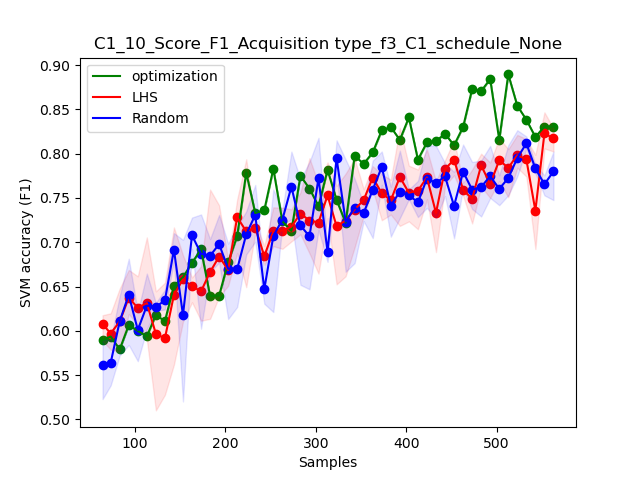 C1_10_Score_F1_Acquisition type_f3_C1_schedule_None
optimization
LHS
Random
SVM accuracy (F1)
0.90
0.85
0.80
0.75
0.70
0.65
0.60
0.55
0.50
100 200 300 400 500
Samples